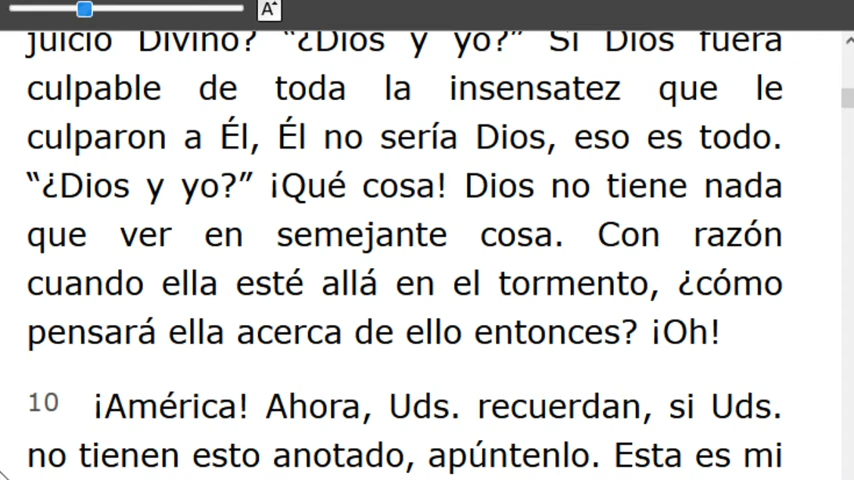 A
juicio Divino? “¿Dios y yo?” Si Dios fuera
culpable de toda la insensatez que le
culparon a Él, Él no sería Dios, eso es todo.
“¿Dios y yo?” ¡Qué cosa! Dios no tiene nada
que ver en semejante cosa. Con razón
cuando ella esté allá en el tormento, ¿cómo
pensará ella acerca de ello entonces? ¡Oh!
10 ¡América! Ahora, Uds. recuerdan, si Uds.
no tienen esto anotado, apúntenlo. Esta es mi